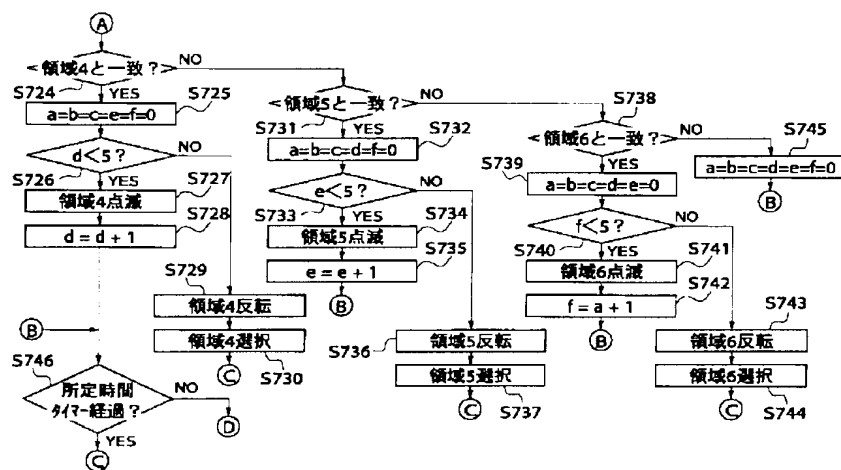 A
領域4と一致？
NO
S724
YES
S725
a=b=c=e=f=0
d<5？
NO
S726
YES
S727
領域4点滅
S728
d=d+1
S729
領域4反転
領域4選択
S730
C
B
S746
所定時間
タイマー経過？
NO
D
YES
C
領域5と一致？
NO
S731
YES
S732
a=b=c=d=f=0
e<5？
NO
S733
YES
S734
領域5点滅
S735
e=e+1
B
S736
領域5反転
領域5選択
S737
C
S738
領域6と一致？
NO
S745
a=b=c=d=e=f=0
B
S739
YES
a=b=c=d=e=0
f<5？
NO
S740
YES
S741
領域6点滅
S742
f=a+1
B
S743
領域6反転
領域6選択
S744
C